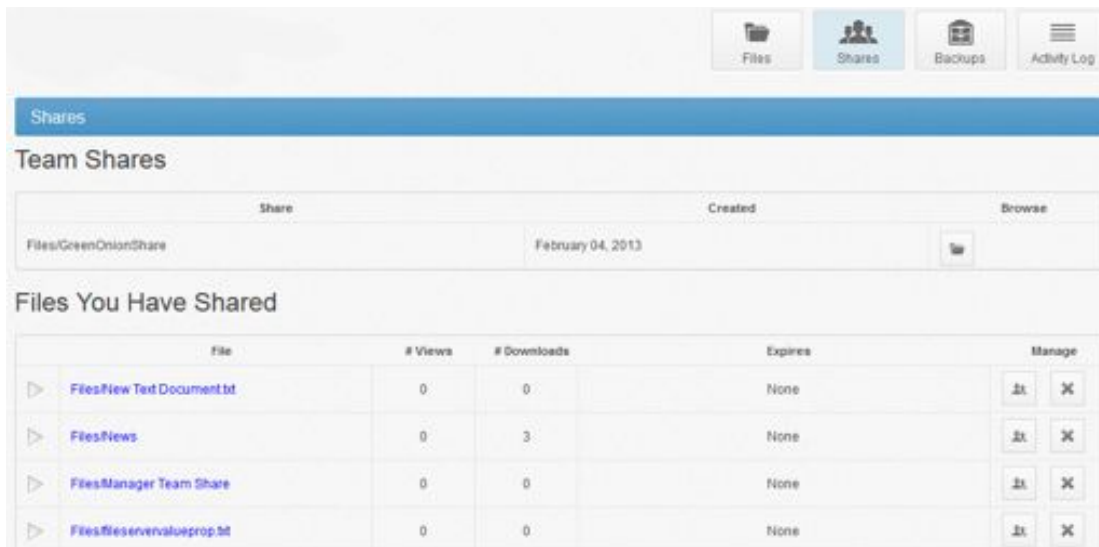 Files Shares Backups Activity Log
Shares
Team Shares
Share Created Browse
Files/GreenOnionShare February 04, 2013
Files You Have Shared
File # Views # Downloads Expires Manage
Files/New Text Document.txt 0 0 None
Files/News 0 3 None
Files/Manager Team Share 0 0 None
Files/fileservervalueprop.txt 0 0 None